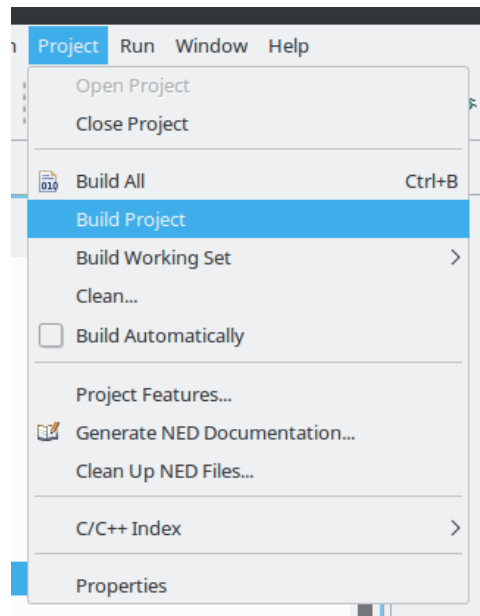 Project Run Window Help
Open Project
Close Project
010 Build All Ctrl+B
Build Project
Build Working Set
Clean...
Build Automatically
Project Features...
Generate NED Documentation...
Clean Up NED Files...
C/C++ Index
Properties